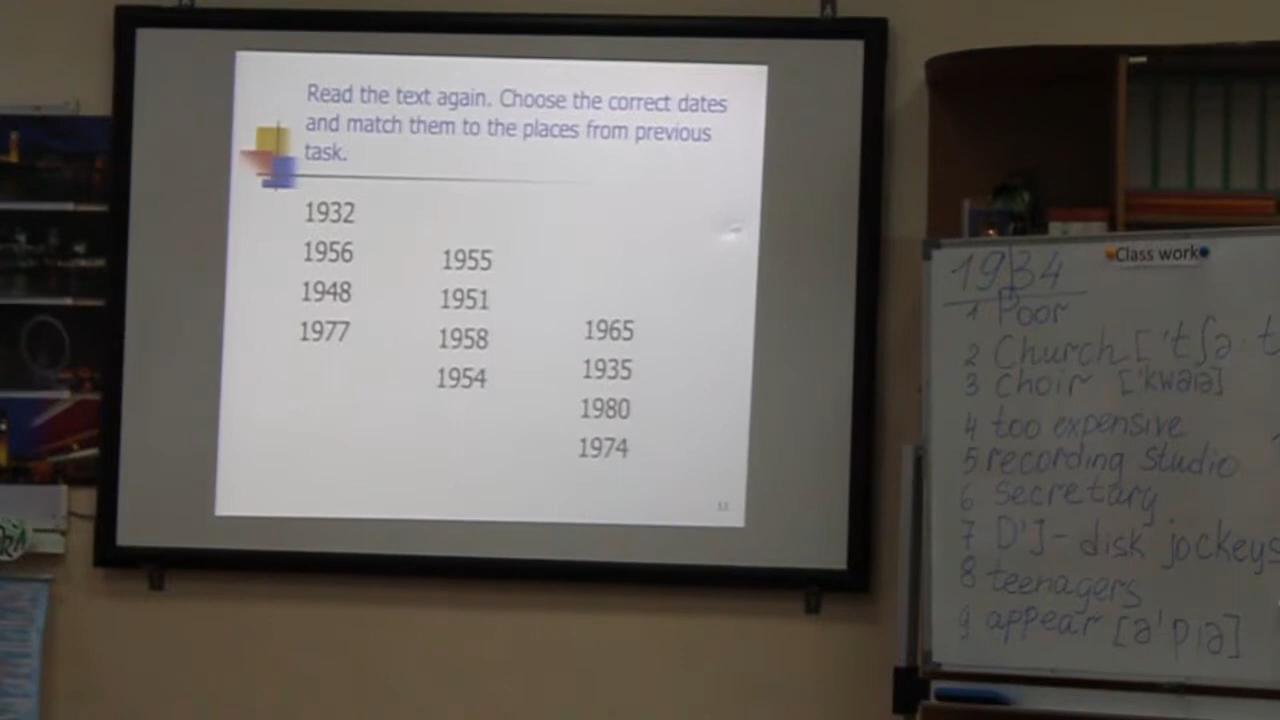 Read the text again. Choose the correct dates
and match them to the places from previous
task.
1932
1956
1948
1977
1955
1951
1958
1954
1965
1935
1980
1974
Class work
1934
1 Poor
2 Church ['tʃə
3 choir ['kwaiə]
4 too expensive
5 recording studio
6 secretary
7 D'J - disk jockeys
8 teenagers
9 appear [ə'piə]